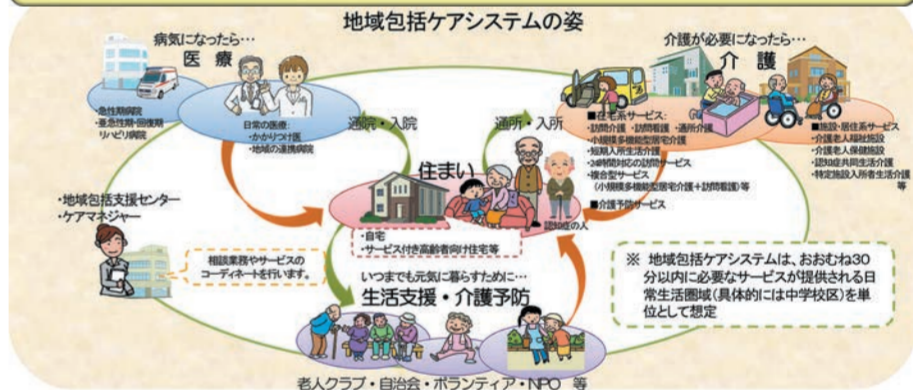 地域包括ケアシステムの姿
病気になったら…
医 療
介護が必要になったら…
介 護
・急性期病院
・亜急性期・回復期
リハビリ病院
日常の医療:
・かかりつけ医
・地域の連携病院
通院・入院
通所・入所
■在宅系サービス:
・訪問介護・訪問看護・通所介護
・小規模多機能型居宅介護
・短期入所生活介護
・24時間対応の訪問サービス
・複合型サービス
(小規模多機能型居宅介護+訪問看護)等
■介護予防サービス
■施設・居住系サービス
・介護老人福祉施設
・介護老人保健施設
・認知症共同生活介護
・特定施設入所者生活介護
等
住まい
認知症の人
・自宅
・サービス付き高齢者向け住宅等
・地域包括支援センター
・ケアマネジャー
相談業務やサービスの
コーディネートを行います。
いつまでも元気に暮らすために…
生活支援・介護予防
※ 地域包括ケアシステムは、おおむね30
分以内に必要なサービスが提供される日
常生活圏域(具体的には中学校区)を単
位として想定
老人クラブ・自治会・ボランティア・NPO 等